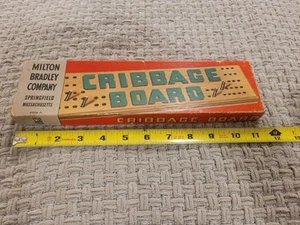 MILTON
BRADLEY
COMPANY
SPRINGFIELD
MASSACHUSETTS
CRIBBAGE
BOARD
CRIBBAGE BOARD
1 2 3 4 5 6 7 8 9 10 11 12